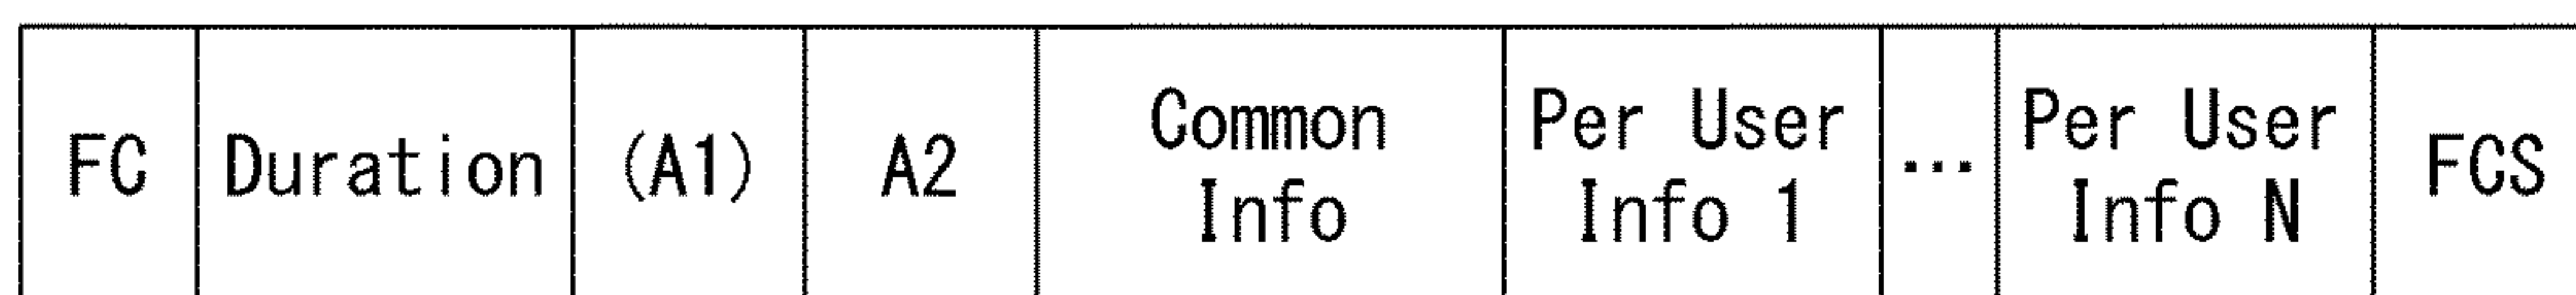 FC Duration (A1) A2 Common Info Per User Info 1 ... Per User Info N FCS